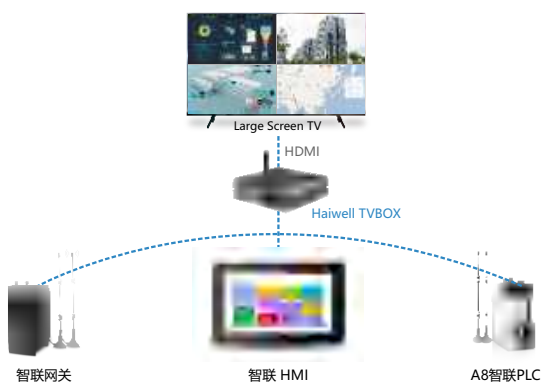 Large Screen TV
HDMI
Haiwell TVBOX
智联网关
智联 HMI
A8智联PLC